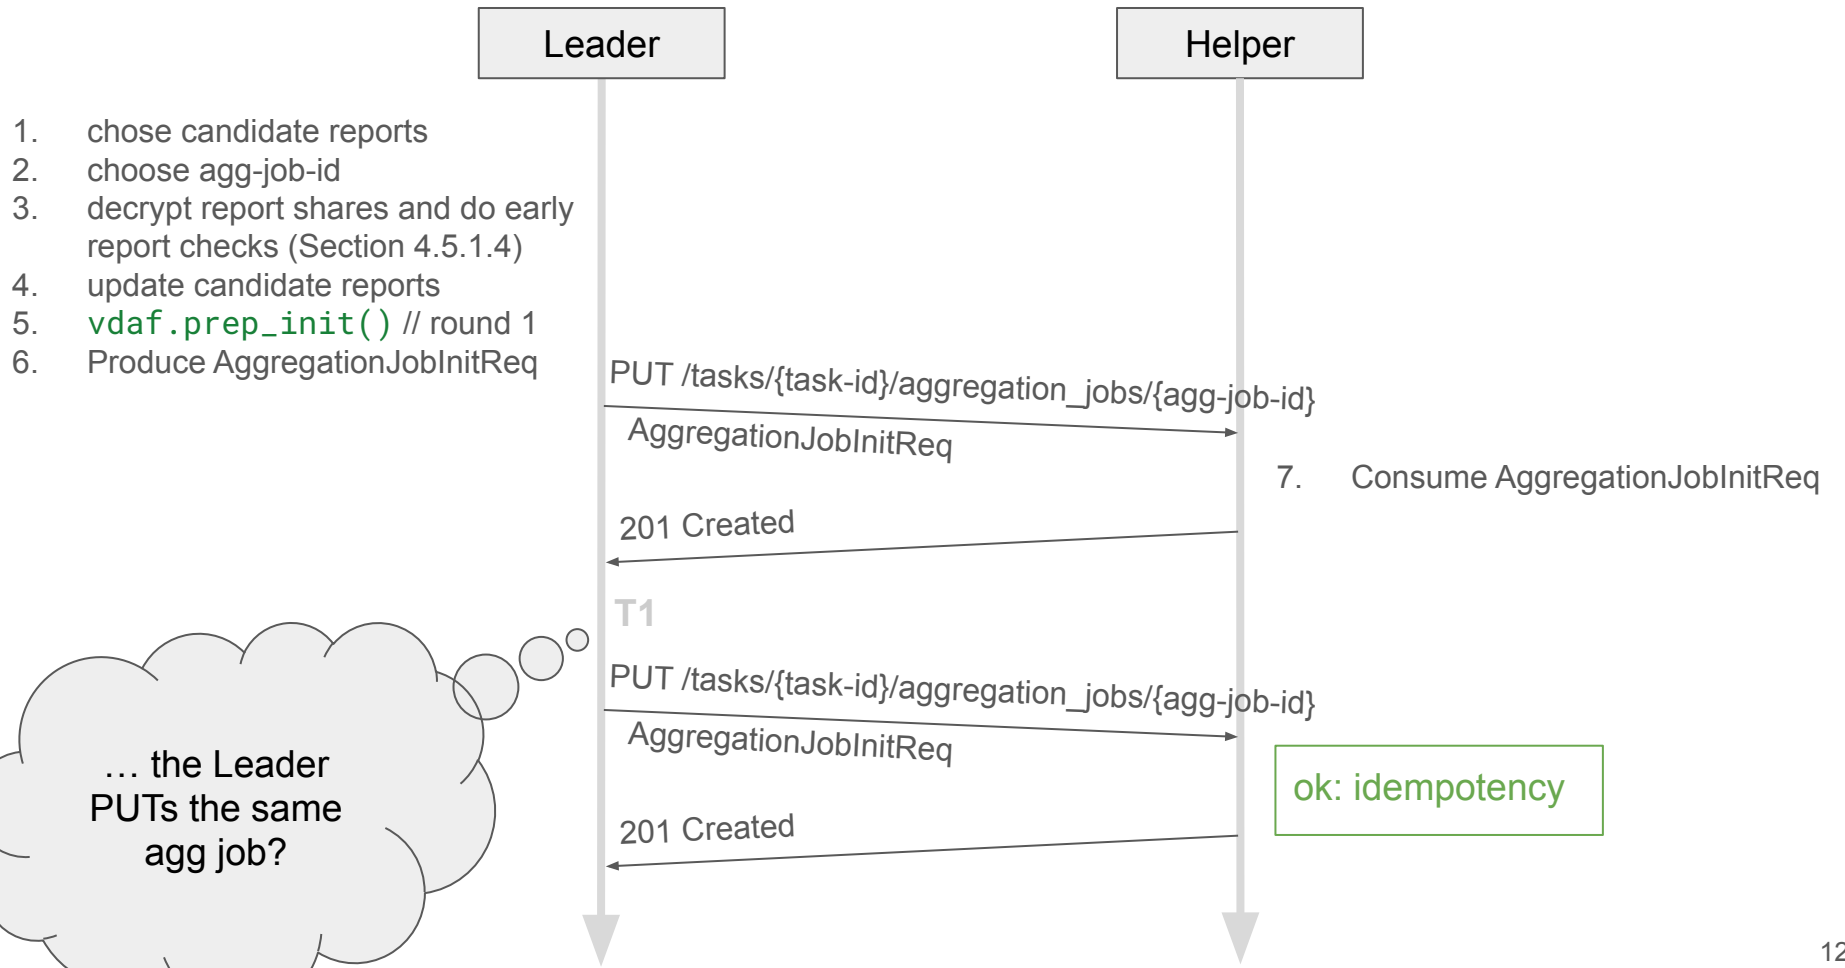 Leader
Helper
1. chose candidate reports
2. choose agg-job-id
3. decrypt report shares and do early
report checks (Section 4.5.1.4)
4. update candidate reports
5. vdaf.prep_init() // round 1
6. Produce AggregationJobInitReq
PUT /tasks/{task-id}/aggregation_jobs/{agg-job-id}
AggregationJobInitReq
7. Consume AggregationJobInitReq
201 Created
T1
PUT /tasks/{task-id}/aggregation_jobs/{agg-job-id}
AggregationJobInitReq
… the Leader
PUTs the same
agg job?
ok: idempotency
201 Created
12